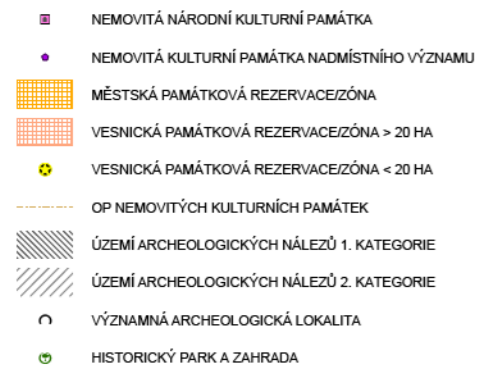 NEMOVITÁ NÁRODNÍ KULTURNÍ PAMÁTKA
NEMOVITÁ KULTURNÍ PAMÁTKA NADMÍSTNÍHO VÝZNAMU
MĚSTSKÁ PAMÁTKOVÁ REZERVACE/ZÓNA
VESNICKÁ PAMÁTKOVÁ REZERVACE/ZÓNA > 20 HA
VESNICKÁ PAMÁTKOVÁ REZERVACE/ZÓNA < 20 HA
OP NEMOVITÝCH KULTURNÍCH PAMÁTEK
ÚZEMÍ ARCHEOLOGICKÝCH NÁLEZŮ 1. KATEGORIE
ÚZEMÍ ARCHEOLOGICKÝCH NÁLEZŮ 2. KATEGORIE
VÝZNAMNÁ ARCHEOLOGICKÁ LOKALITA
HISTORICKÝ PARK A ZAHRADA